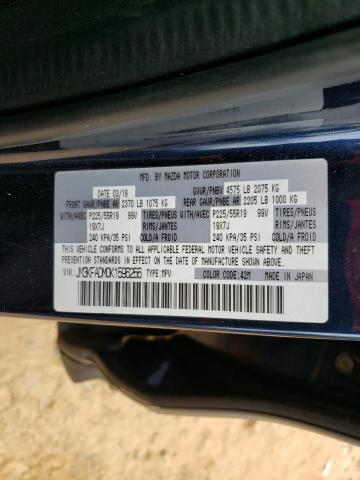 MFD. BY MAZDA MOTOR CORPORATION
DATE 03/19 GVWR/PNBV 4575 LB 2075 KG
FRONT GAWR/PNBE AV 2370 LB 1075 KG REAR GAWR/PNBE AR 2205 LB 1000 KG
WITH/AVEC P225/55R19 99V TIRES/PNEUS WITH/AVEC P225/55R19 99V TIRES/PNEUS
19X7J RIMS/JANTES 19X7J RIMS/JANTES
240 KPA/35 PSI COLD/A FROID 240 KPA/35 PSI COLD/A FROID
THIS VEHICLE CONFORMS TO ALL APPLICABLE FEDERAL MOTOR VEHICLE SAFETY
AND THEFT PREVENTION STANDARDS IN EFFECT ON THE DATE
OF MANUFACTURE SHOWN ABOVE.
VIN: JM3KFADM0K1596256 TYPE:MPV COLOR CODE:42M MADE IN JAPAN